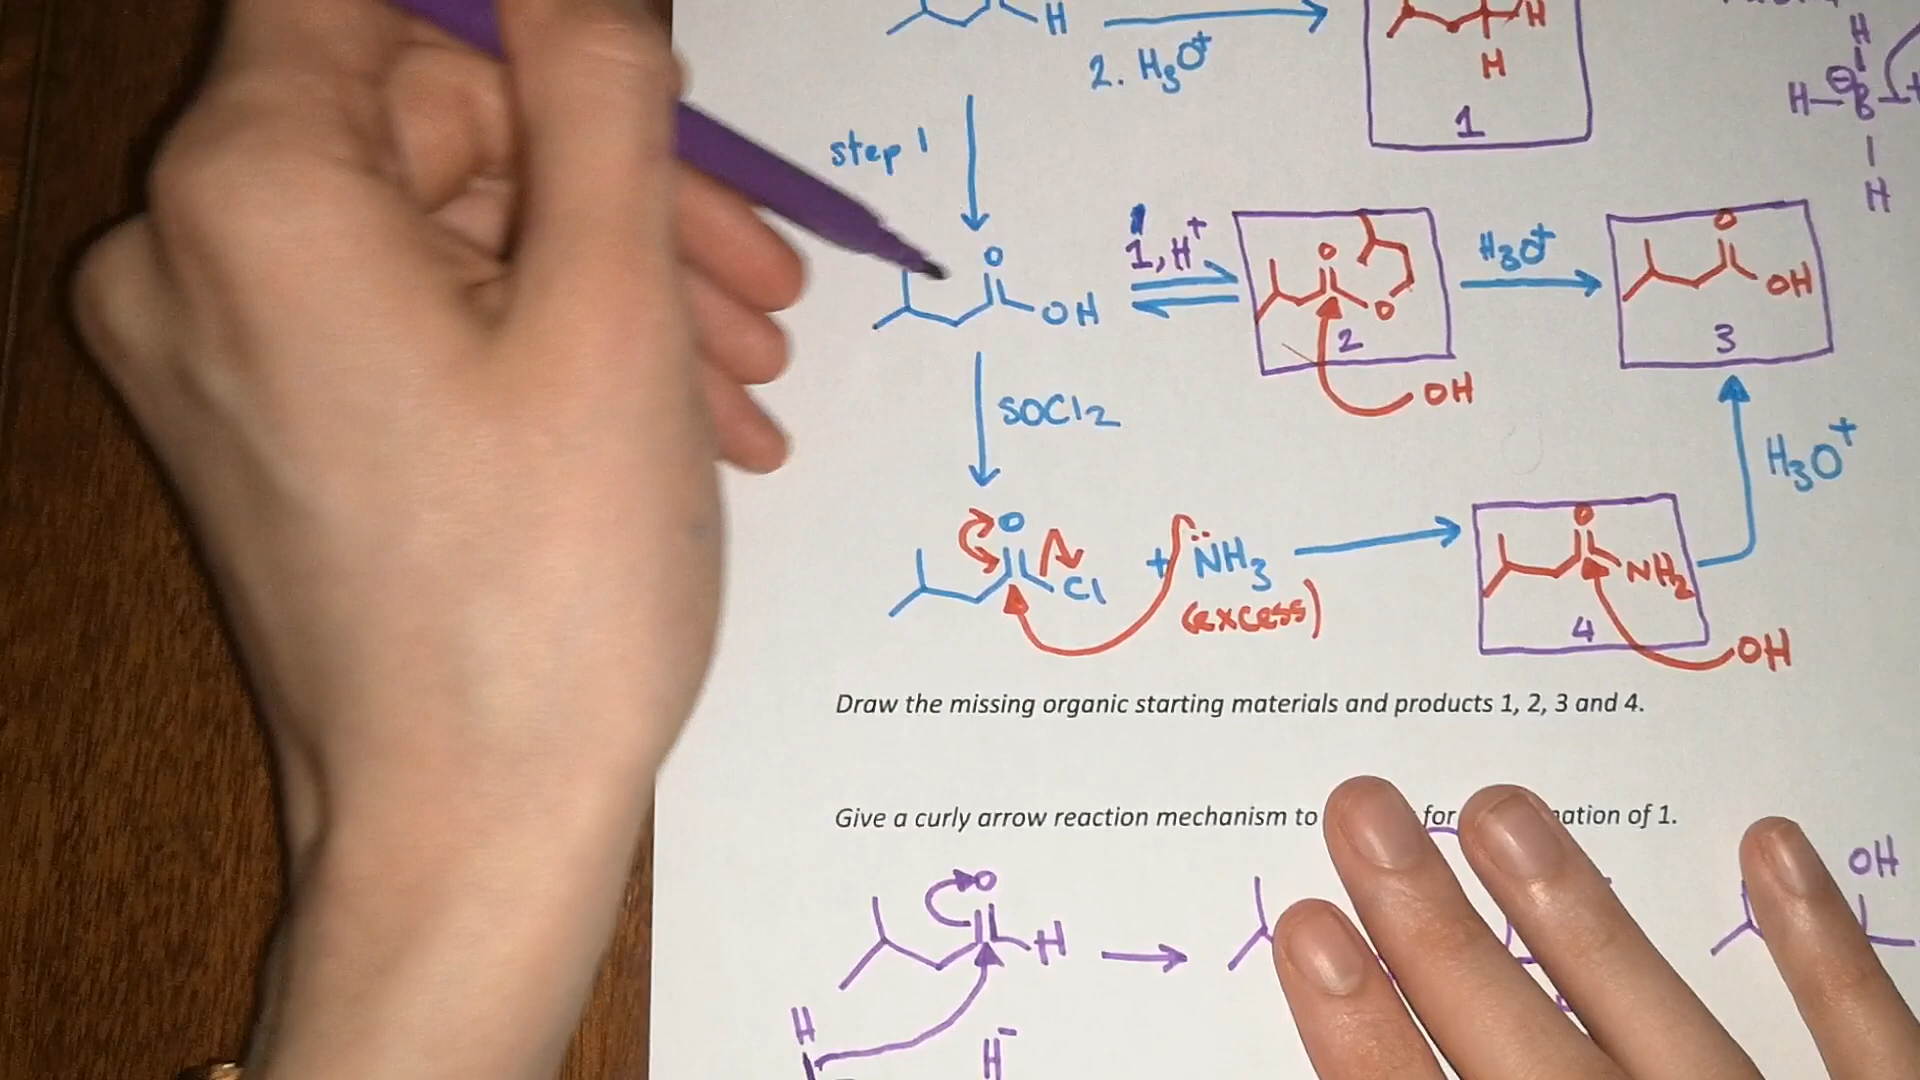 H
2. H₃O⁺
H
H
1
H
H—B
H
step 1
O
OH
1, H⁺
O
O
2
H₃O⁺
O
OH
3
OH
SOCl2
H₃O⁺
O
Cl
+ NH₃
(excess)
O
NH₂
4
OH
Draw the missing organic starting materials and products 1, 2, 3 and 4.
Give a curly arrow reaction mechanism to for ation of 1.
O
H
OH
H
H⁻